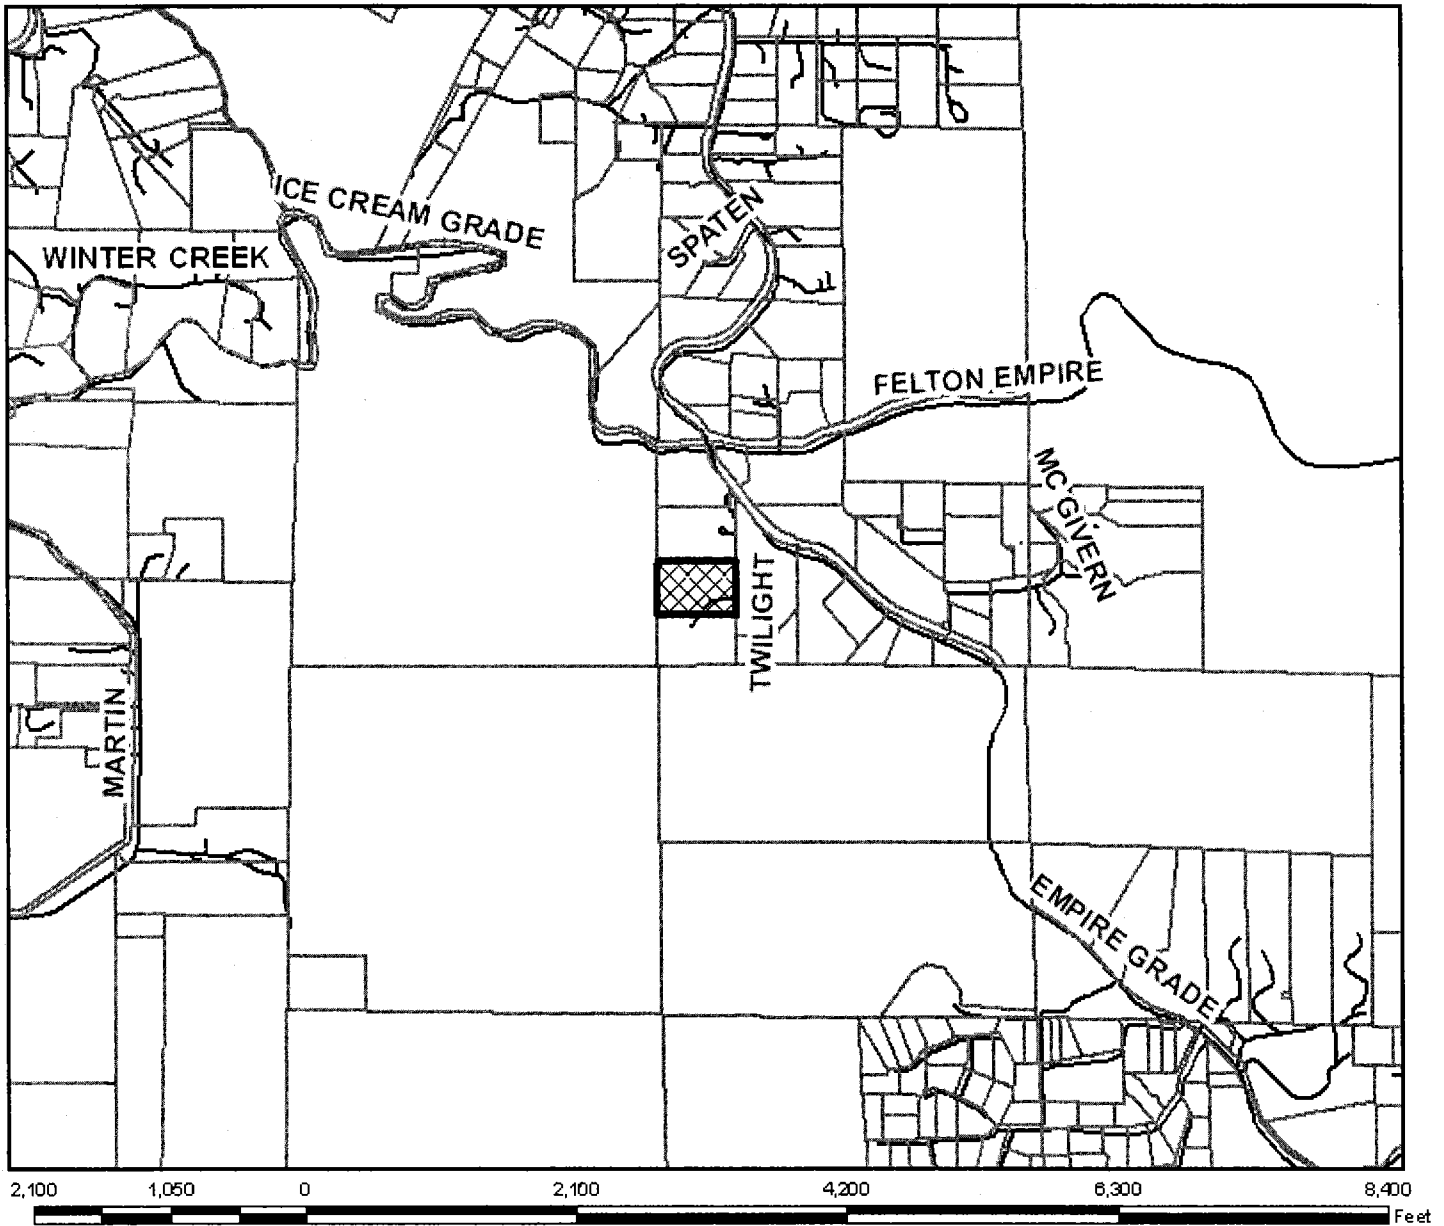 ICE CREAM GRADE
SPATEN
WINTER CREEK
FELTON EMPIRE
MC GIVERN
TWILIGHT
MARTIN
EMPIRE GRADE
2,100 1,050 0 2,100 4,200 6,300 8,400
Feet